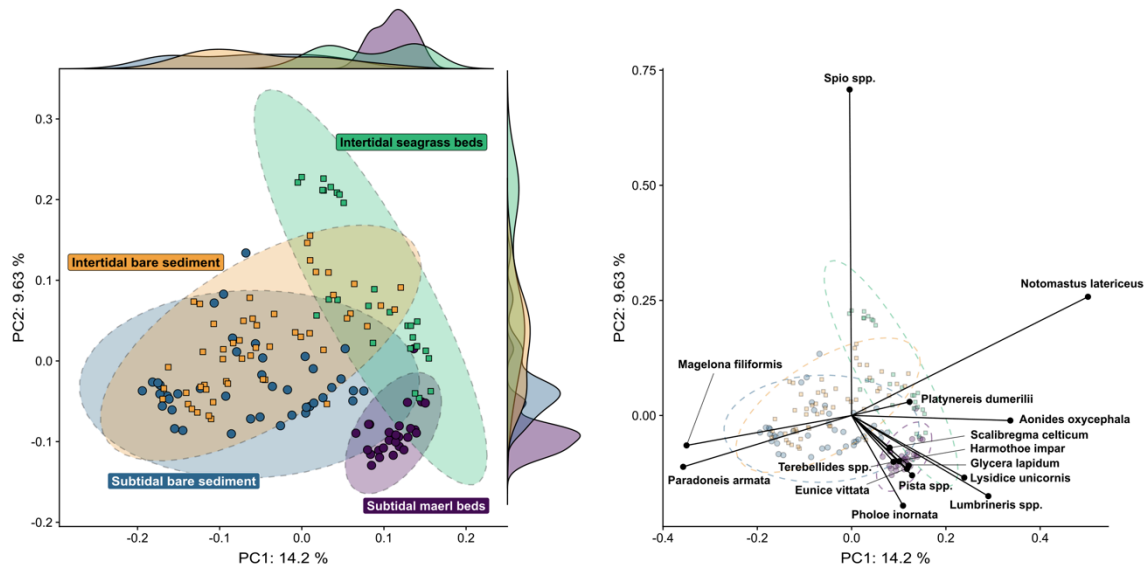 0.3
0.2
0.1
0.0
-0.1
-0.2
PC2: 9.63 %
Intertidal seagrass beds
Intertidal bare sediment
Subtidal bare sediment
Subtidal maerl beds
-0.2
-0.1
0.0
0.1
0.2
PC1: 14.2 %
0.75
0.50
0.25
0.00
PC2: 9.63 %
Spio spp.
Notomastus latericeus
Magelona filiformis
Platynereis dumerilii
Aonides oxycephala
Scalibregma celticum
Harmothoe impar
Terebellides spp.
Glycera lapidum
Paradoneis armata
Lysidice unicornis
Eunice vittata
Pista spp.
Lumbrineris spp.
Pholoe inornata
-0.4
-0.2
0.0
0.2
0.4
PC1: 14.2 %